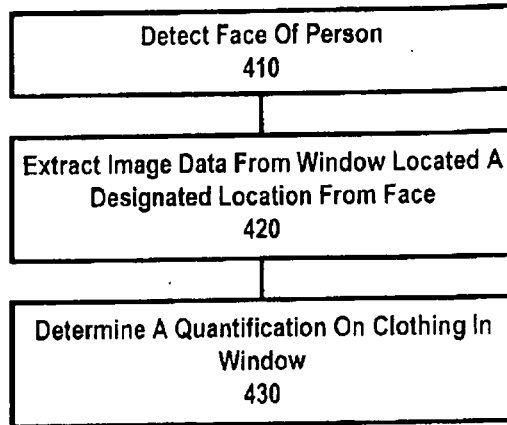 Detect Face Of Person
410
Extract Image Data From Window Located A
Designated Location From Face
420
Determine A Quantification On Clothing In
Window
430